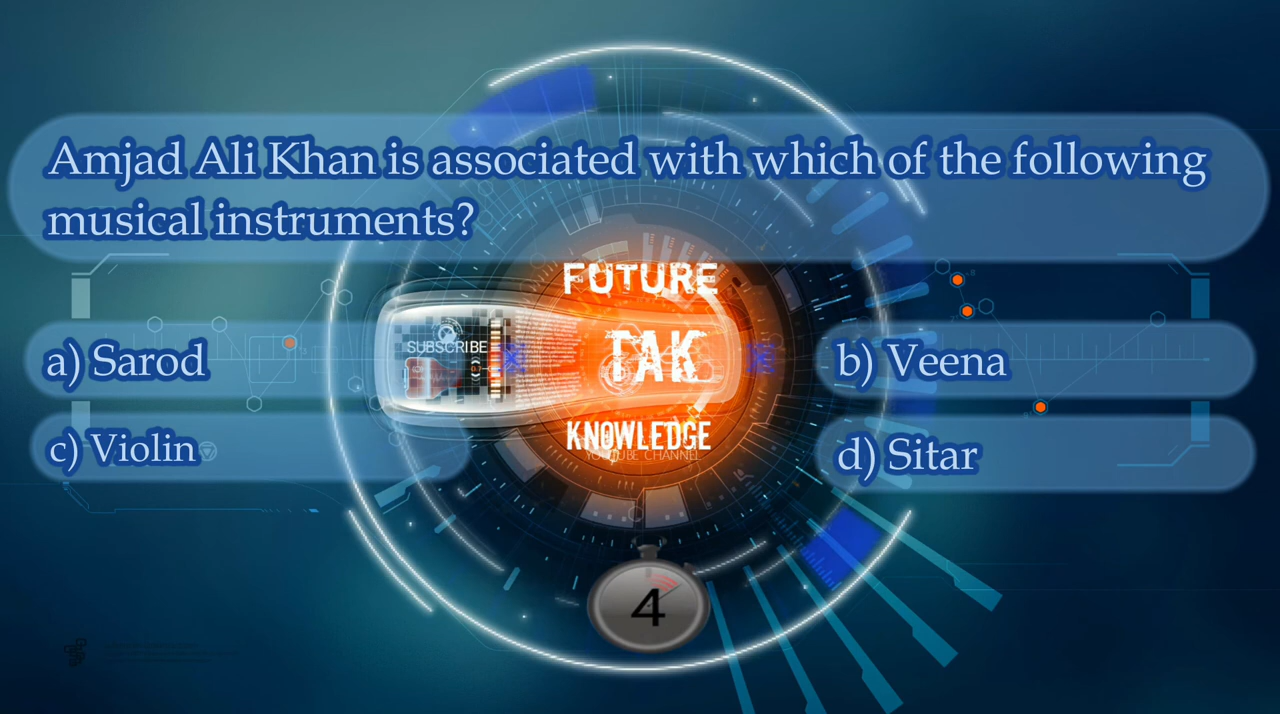 Amjad Ali Khan is associated with which of the following
musical instruments?
FUTURE
SUBSCRIBE
TAK
a) Sarod
b) Veena
KNOWLEDGE
YOUTUBE CHANNEL
c) Violin
d) Sitar
4